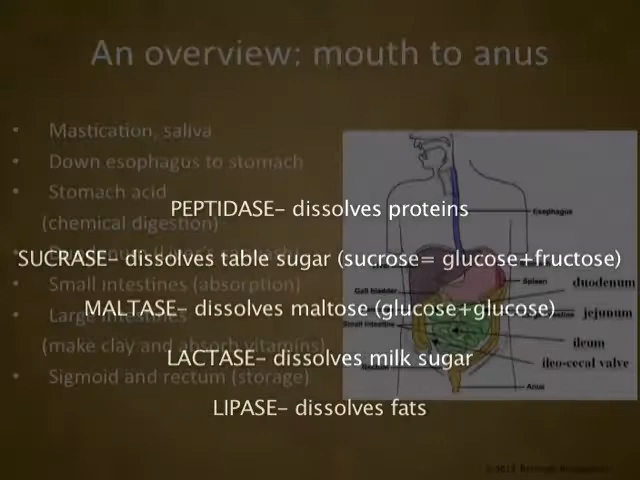 An overview: mouth to anus
• Mastication, saliva
• Down esophagus to stomach
• Stomach acid
(chemical digestion)
Small intestines (absorption)
Large intestines
(make clay and absorb vitamins)
• Sigmoid and rectum (storage)
PEPTIDASE- dissolves proteins
SUCRASE- dissolves table sugar (sucrose= glucose+fructose)
MALTASE- dissolves maltose (glucose+glucose)
LACTASE- dissolves milk sugar
LIPASE- dissolves fats
Esophagus
Spleen
duodenum
Gall bladder
jejunum
Small intestine
ileum
ileo-cecal valve
Anus